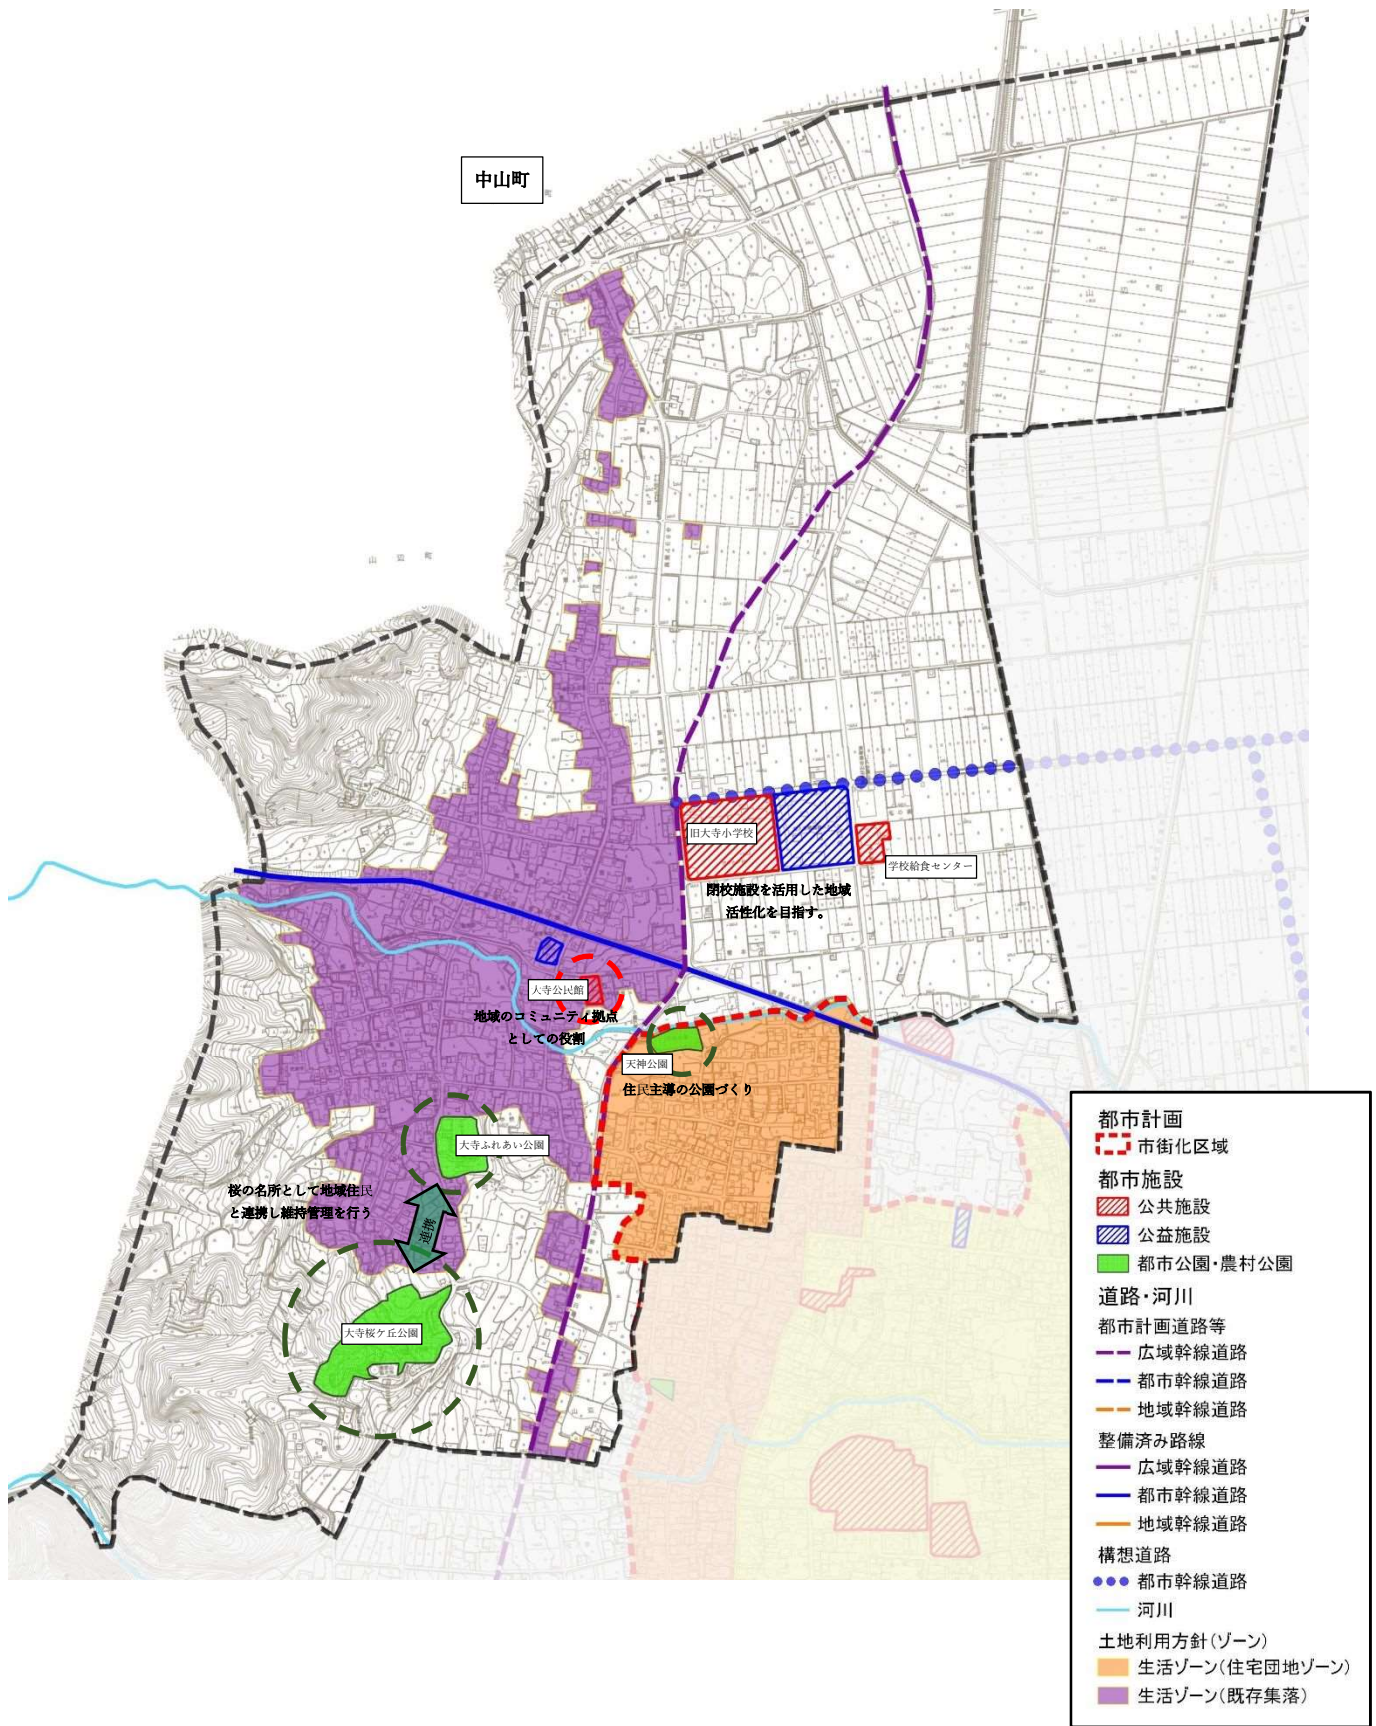 中山町
山辺町
山辺町
旧大寺小学校
学校給食センター
閉校施設を活用した地域
活性化を目指す。
大寺公民館
地域のコミュニティ拠点
としての役割
天神公園
住民主導の公園づくり
大寺ふれあい公園
桜の名所として地域住民
と連携し維持管理を行う
連携
大寺桜ケ丘公園
都市計画
市街化区域
都市施設
公共施設
公益施設
都市公園・農村公園
道路・河川
都市計画道路等
広域幹線道路
都市幹線道路
地域幹線道路
整備済み路線
広域幹線道路
都市幹線道路
地域幹線道路
構想道路
都市幹線道路
河川
土地利用方針(ゾーン)
生活ゾーン(住宅団地ゾーン)
生活ゾーン(既存集落)